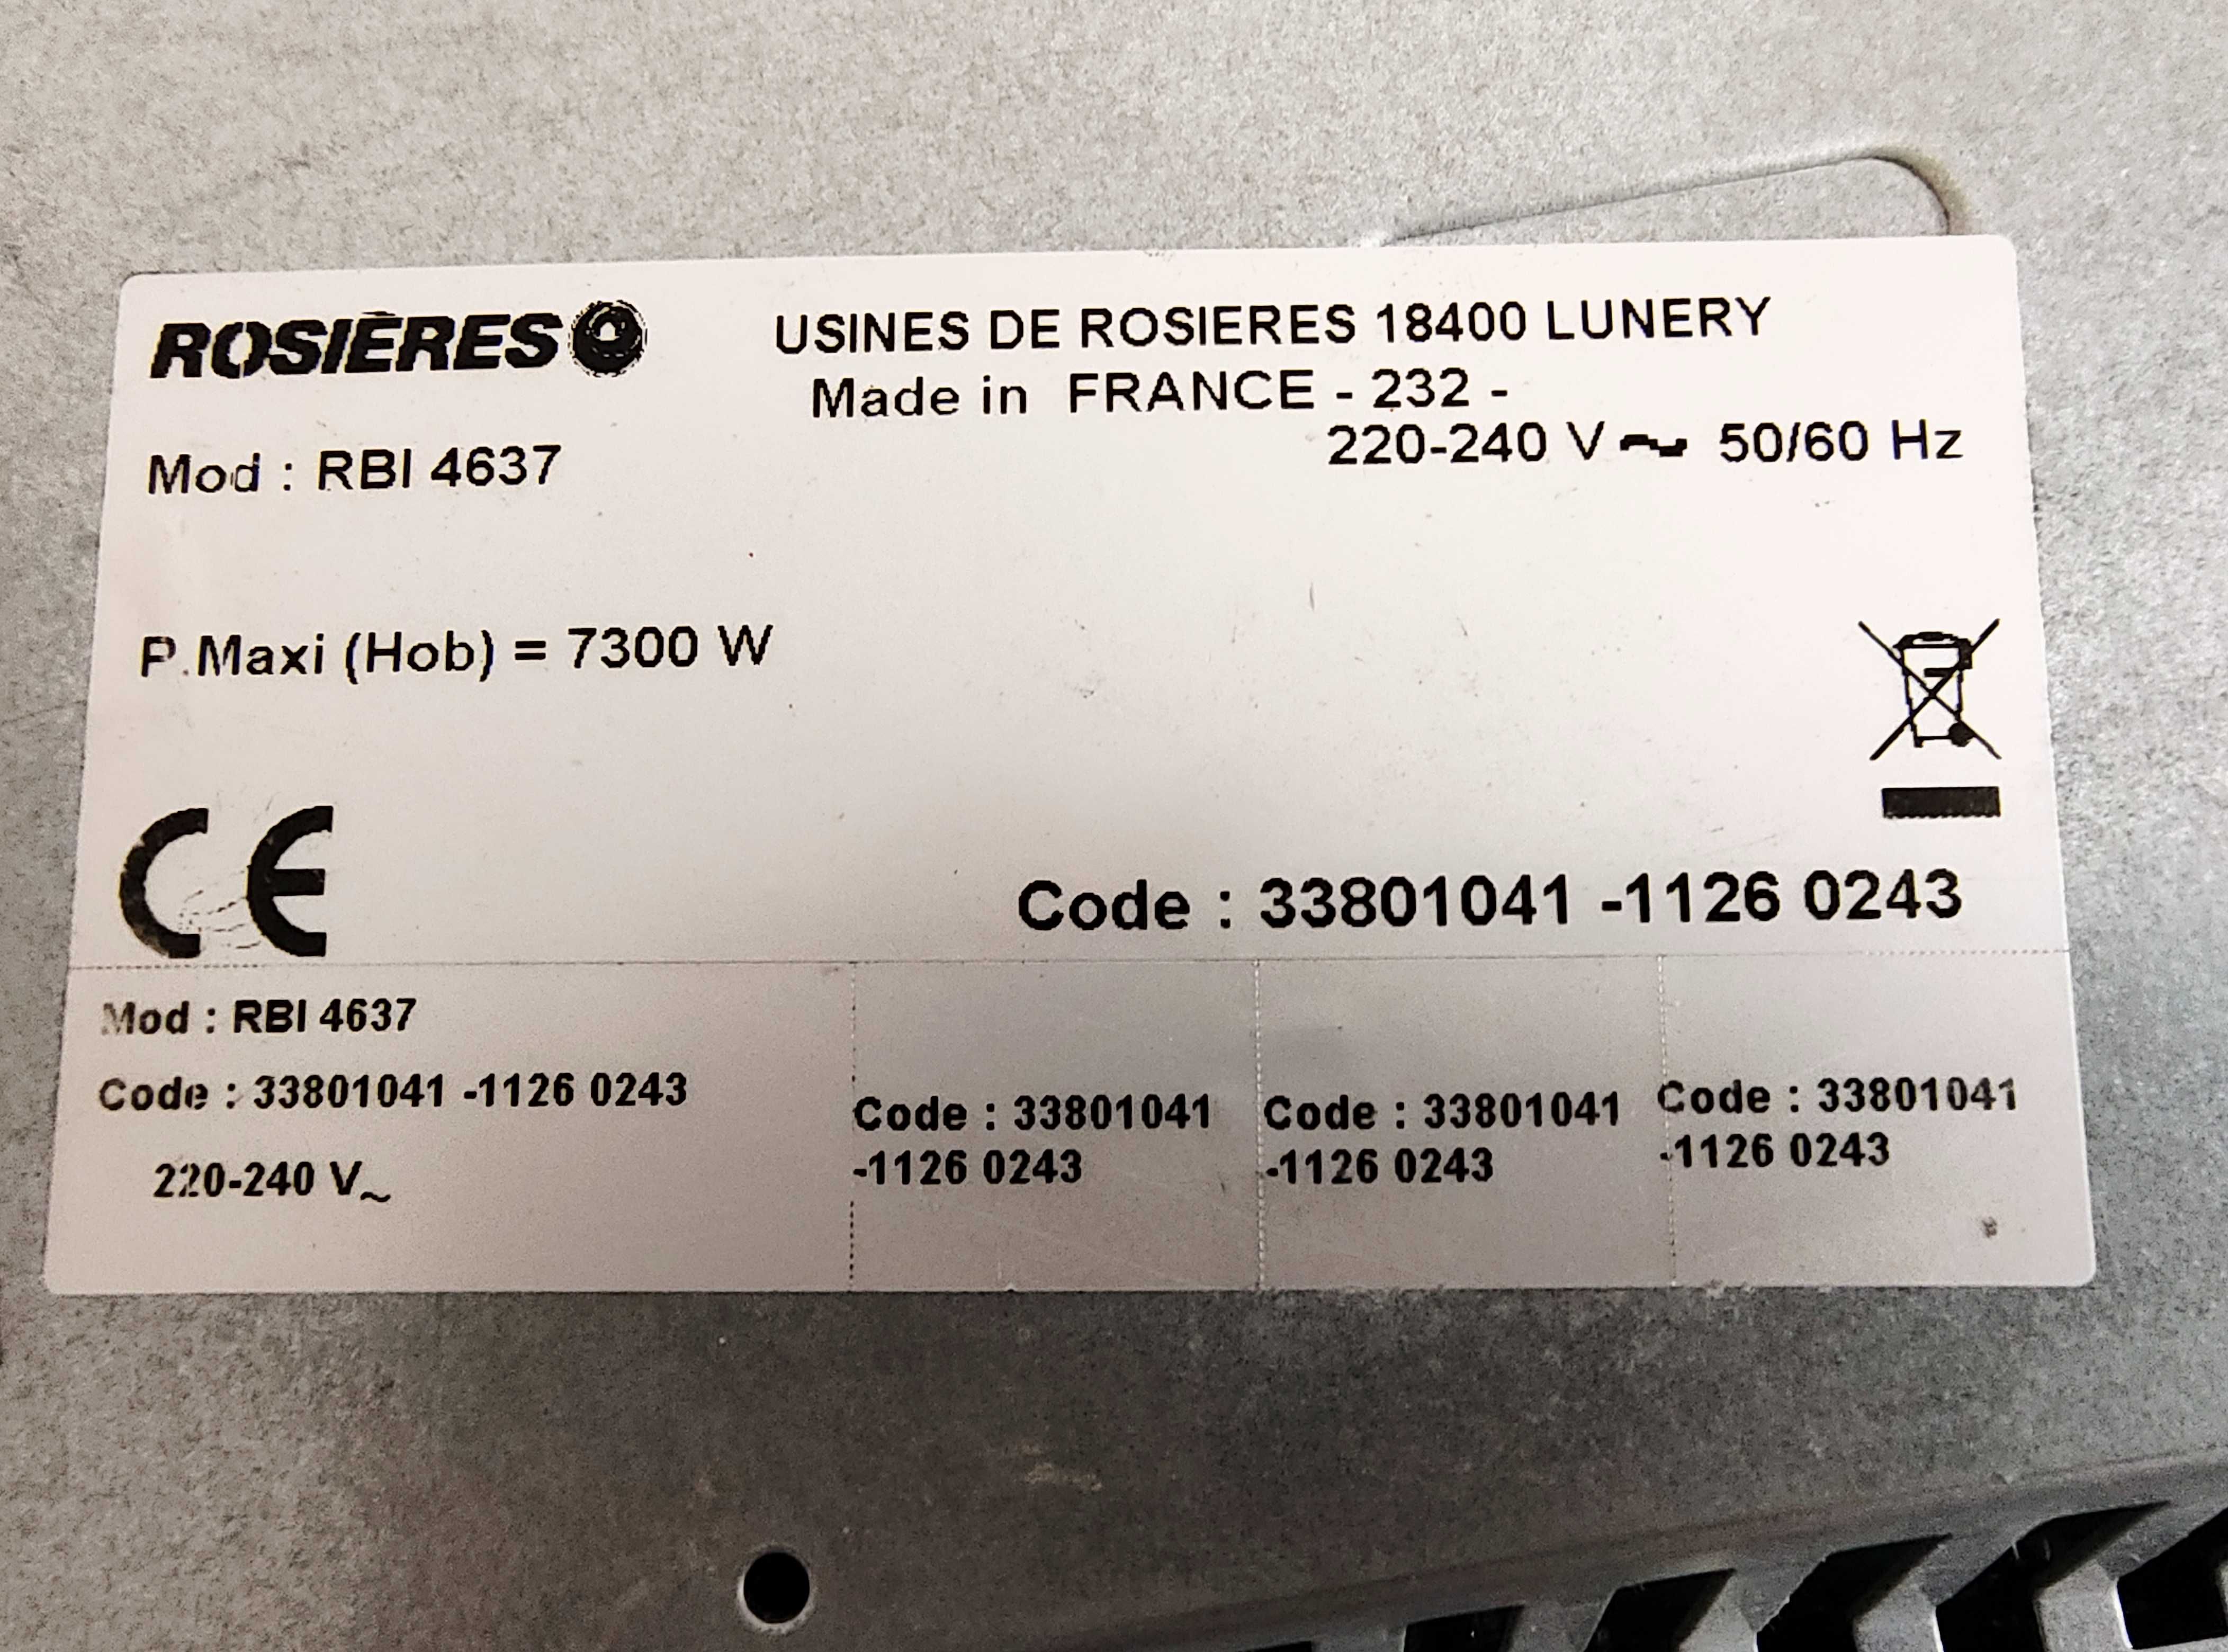 ROSIÈRES
USINES DE ROSIERES 18400 LUNERY
Made in FRANCE - 232 -
220-240 V ~ 50/60 Hz
Mod : RBI 4637
P.Maxi (Hob) = 7300 W
CE
Code : 33801041 -1126 0243
Mod : RBI 4637
Code : 33801041 -1126 0243
220-240 V~
Code : 33801041
-1126 0243
Code : 33801041
-1126 0243
Code : 33801041
-1126 0243